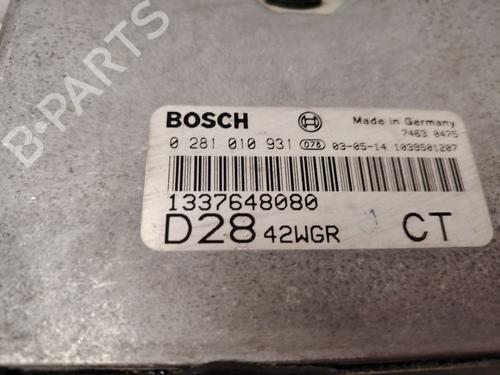 BOSCH Made in Germany
7463 0475
0 281 010 931 078 03-05-14 1039S01207
1337648080
D28 42WGR CT
B-PARTS